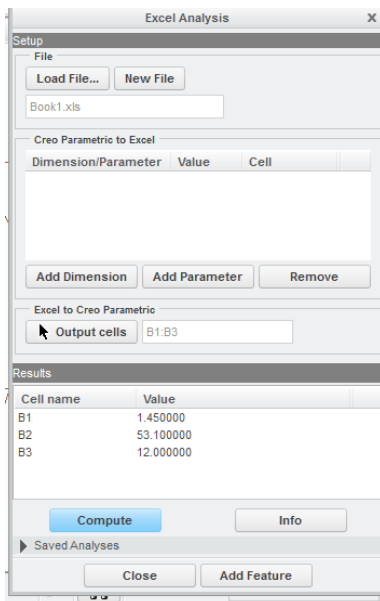 Excel Analysis X
Setup
File
Load File... New File
Book1.xls
Creo Parametric to Excel
Dimension/Parameter Value Cell
Add Dimension Add Parameter Remove
Excel to Creo Parametric
Output cells B1:B3
Results
Cell name Value
B1 1.450000
B2 53.100000
B3 12.000000
Compute Info
Saved Analyses
Close Add Feature